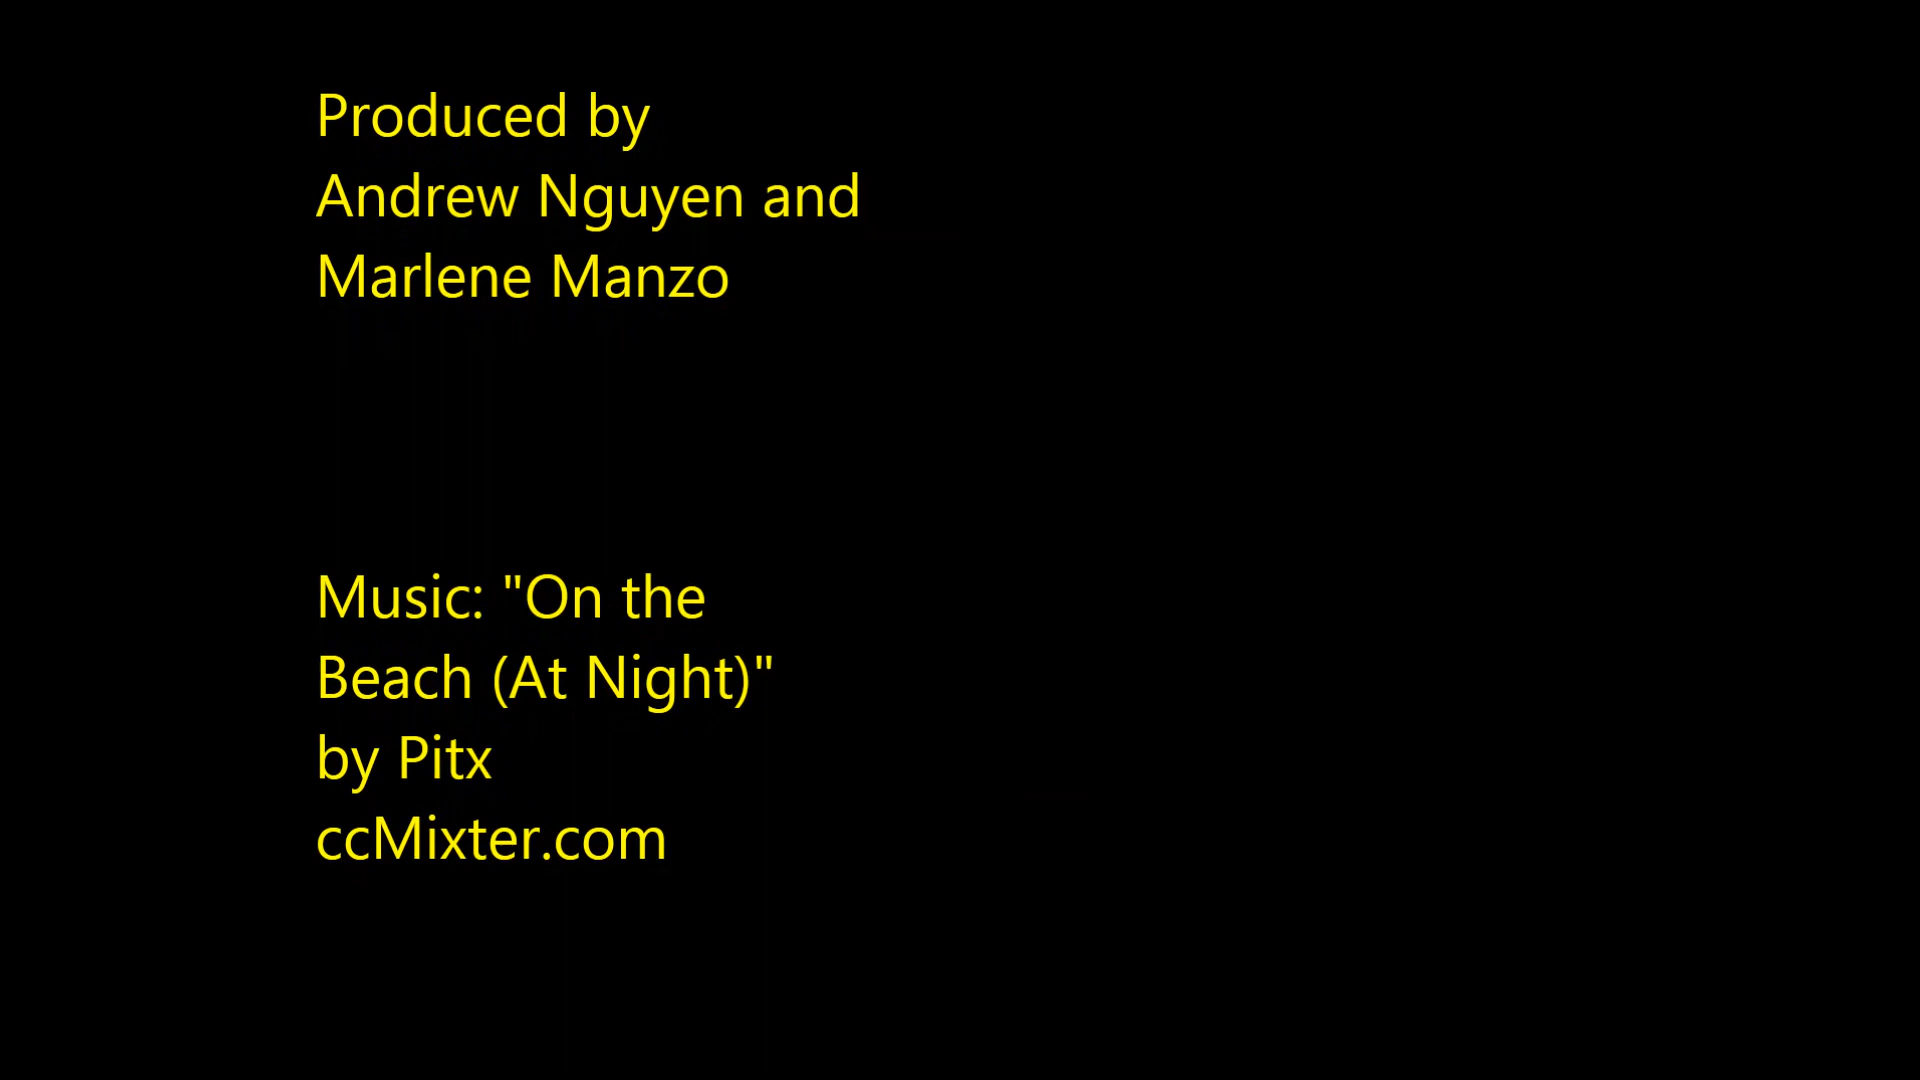 Produced by
Andrew Nguyen and
Marlene Manzo
Music: "On the
Beach (At Night)"
by Pitx
ccMixter.com